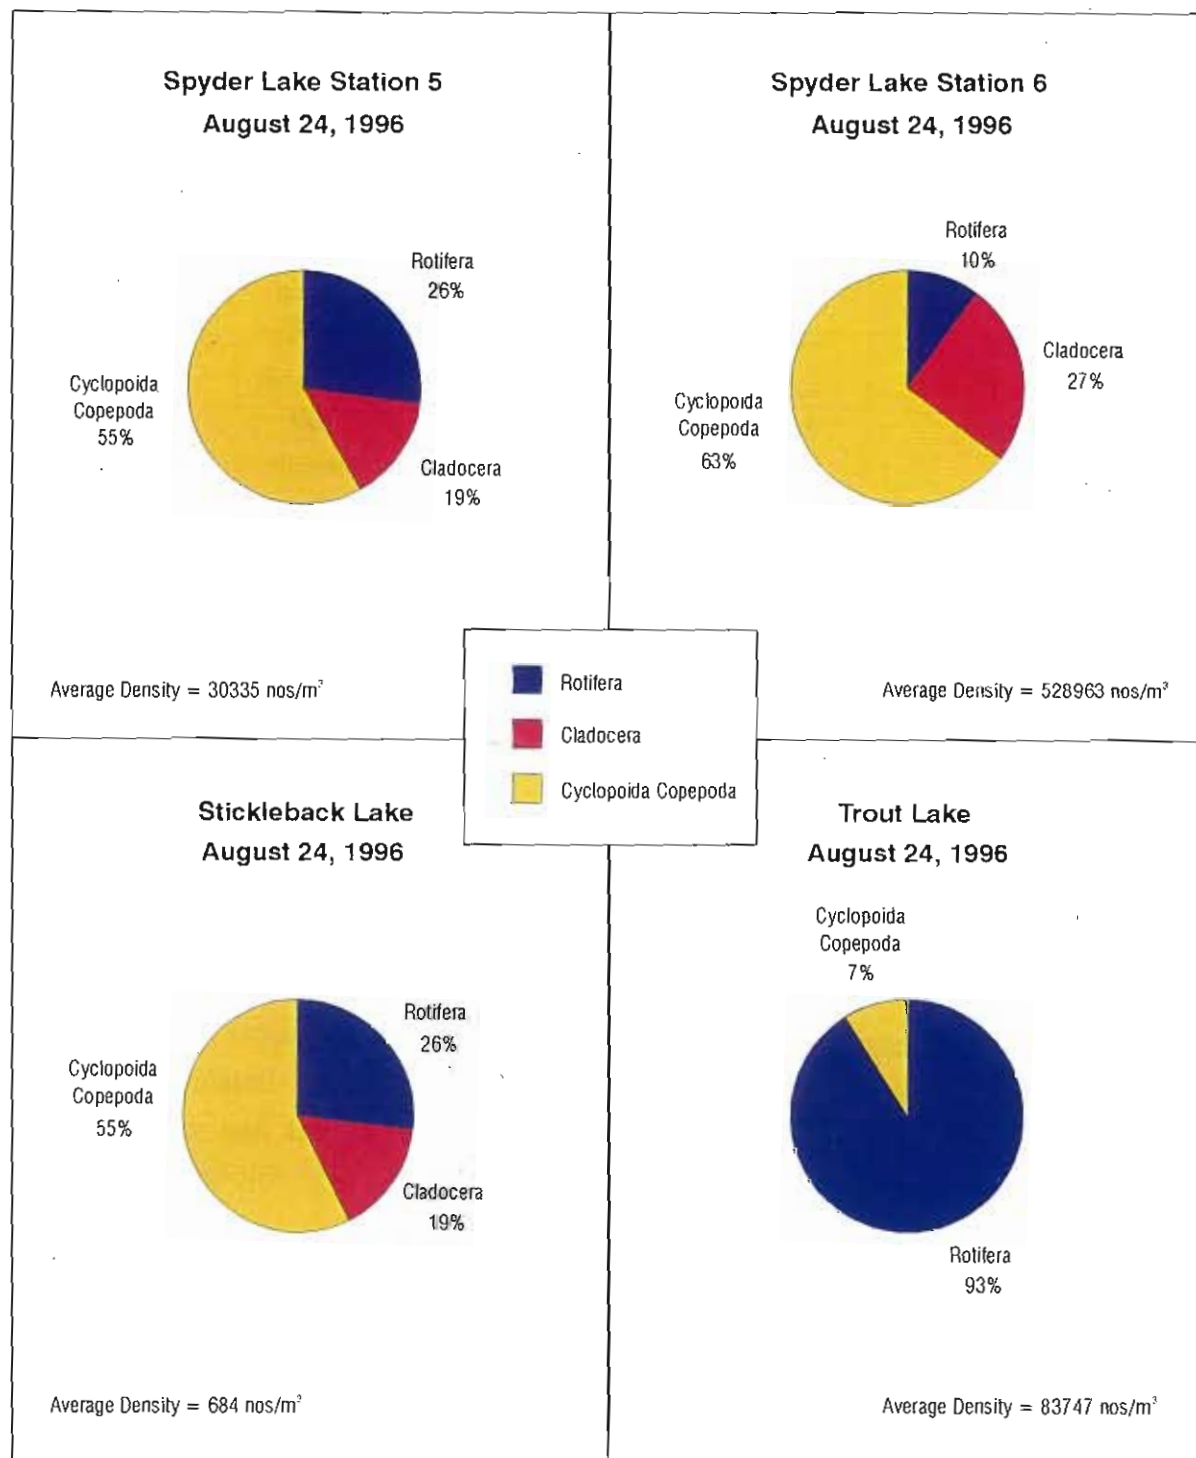 Spyder Lake Station 5
August 24, 1996
Rotifera
26%
Cyclopoida
Copepoda
55%
Cladocera
19%
Average Density = 30335 nos/m³
Spyder Lake Station 6
August 24, 1996
Rotifera
10%
Cladocera
27%
Cyclopoida
Copepoda
63%
Average Density = 528963 nos/m³
Rotifera
Cladocera
Cyclopoida Copepoda
Stickleback Lake
August 24, 1996
Rotifera
26%
Cyclopoida
Copepoda
55%
Cladocera
19%
Average Density = 684 nos/m³
Trout Lake
August 24, 1996
Cyclopoida
Copepoda
7%
Rotifera
93%
Average Density = 83747 nos/m³